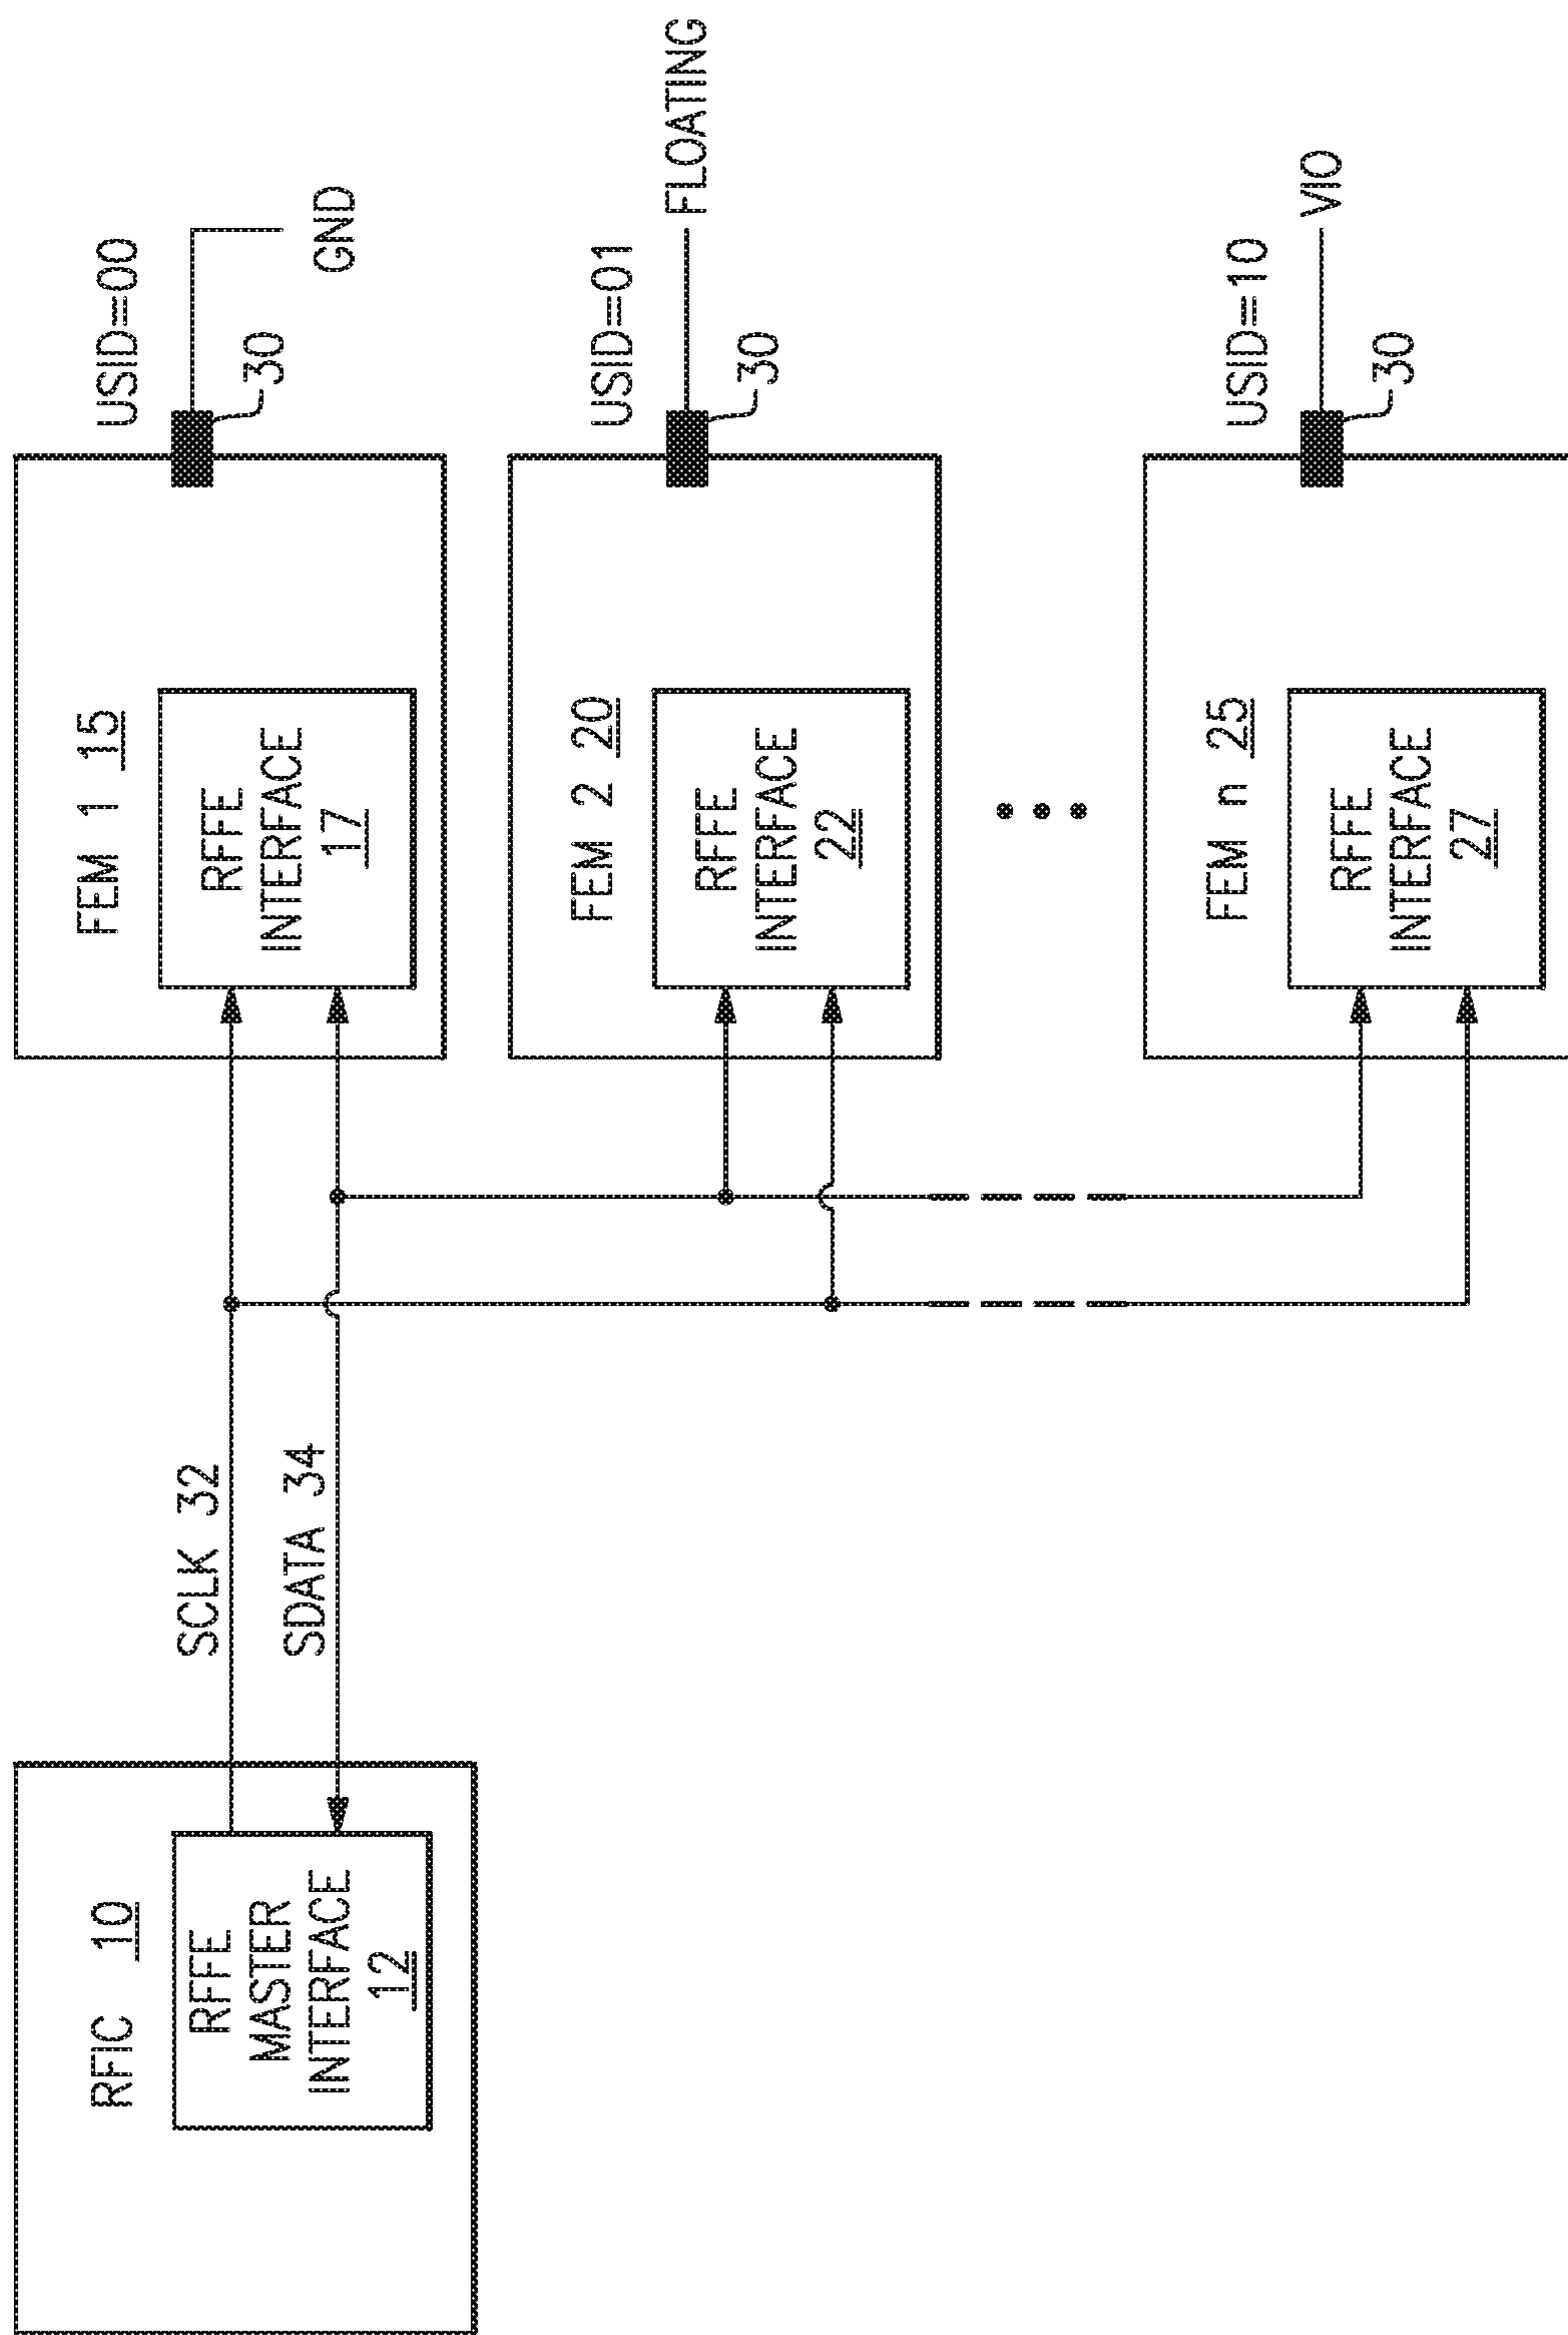 RFIC 10
RFFE
MASTER
INTERFACE
12
SCLK 32
SDATA 34
FEM 1 15
RFFE
INTERFACE
17
USID=00
30
GND
FEM 2 20
RFFE
INTERFACE
22
USID=01
30
FLOATING
FEM n 25
RFFE
INTERFACE
27
USID=10
30
VIO